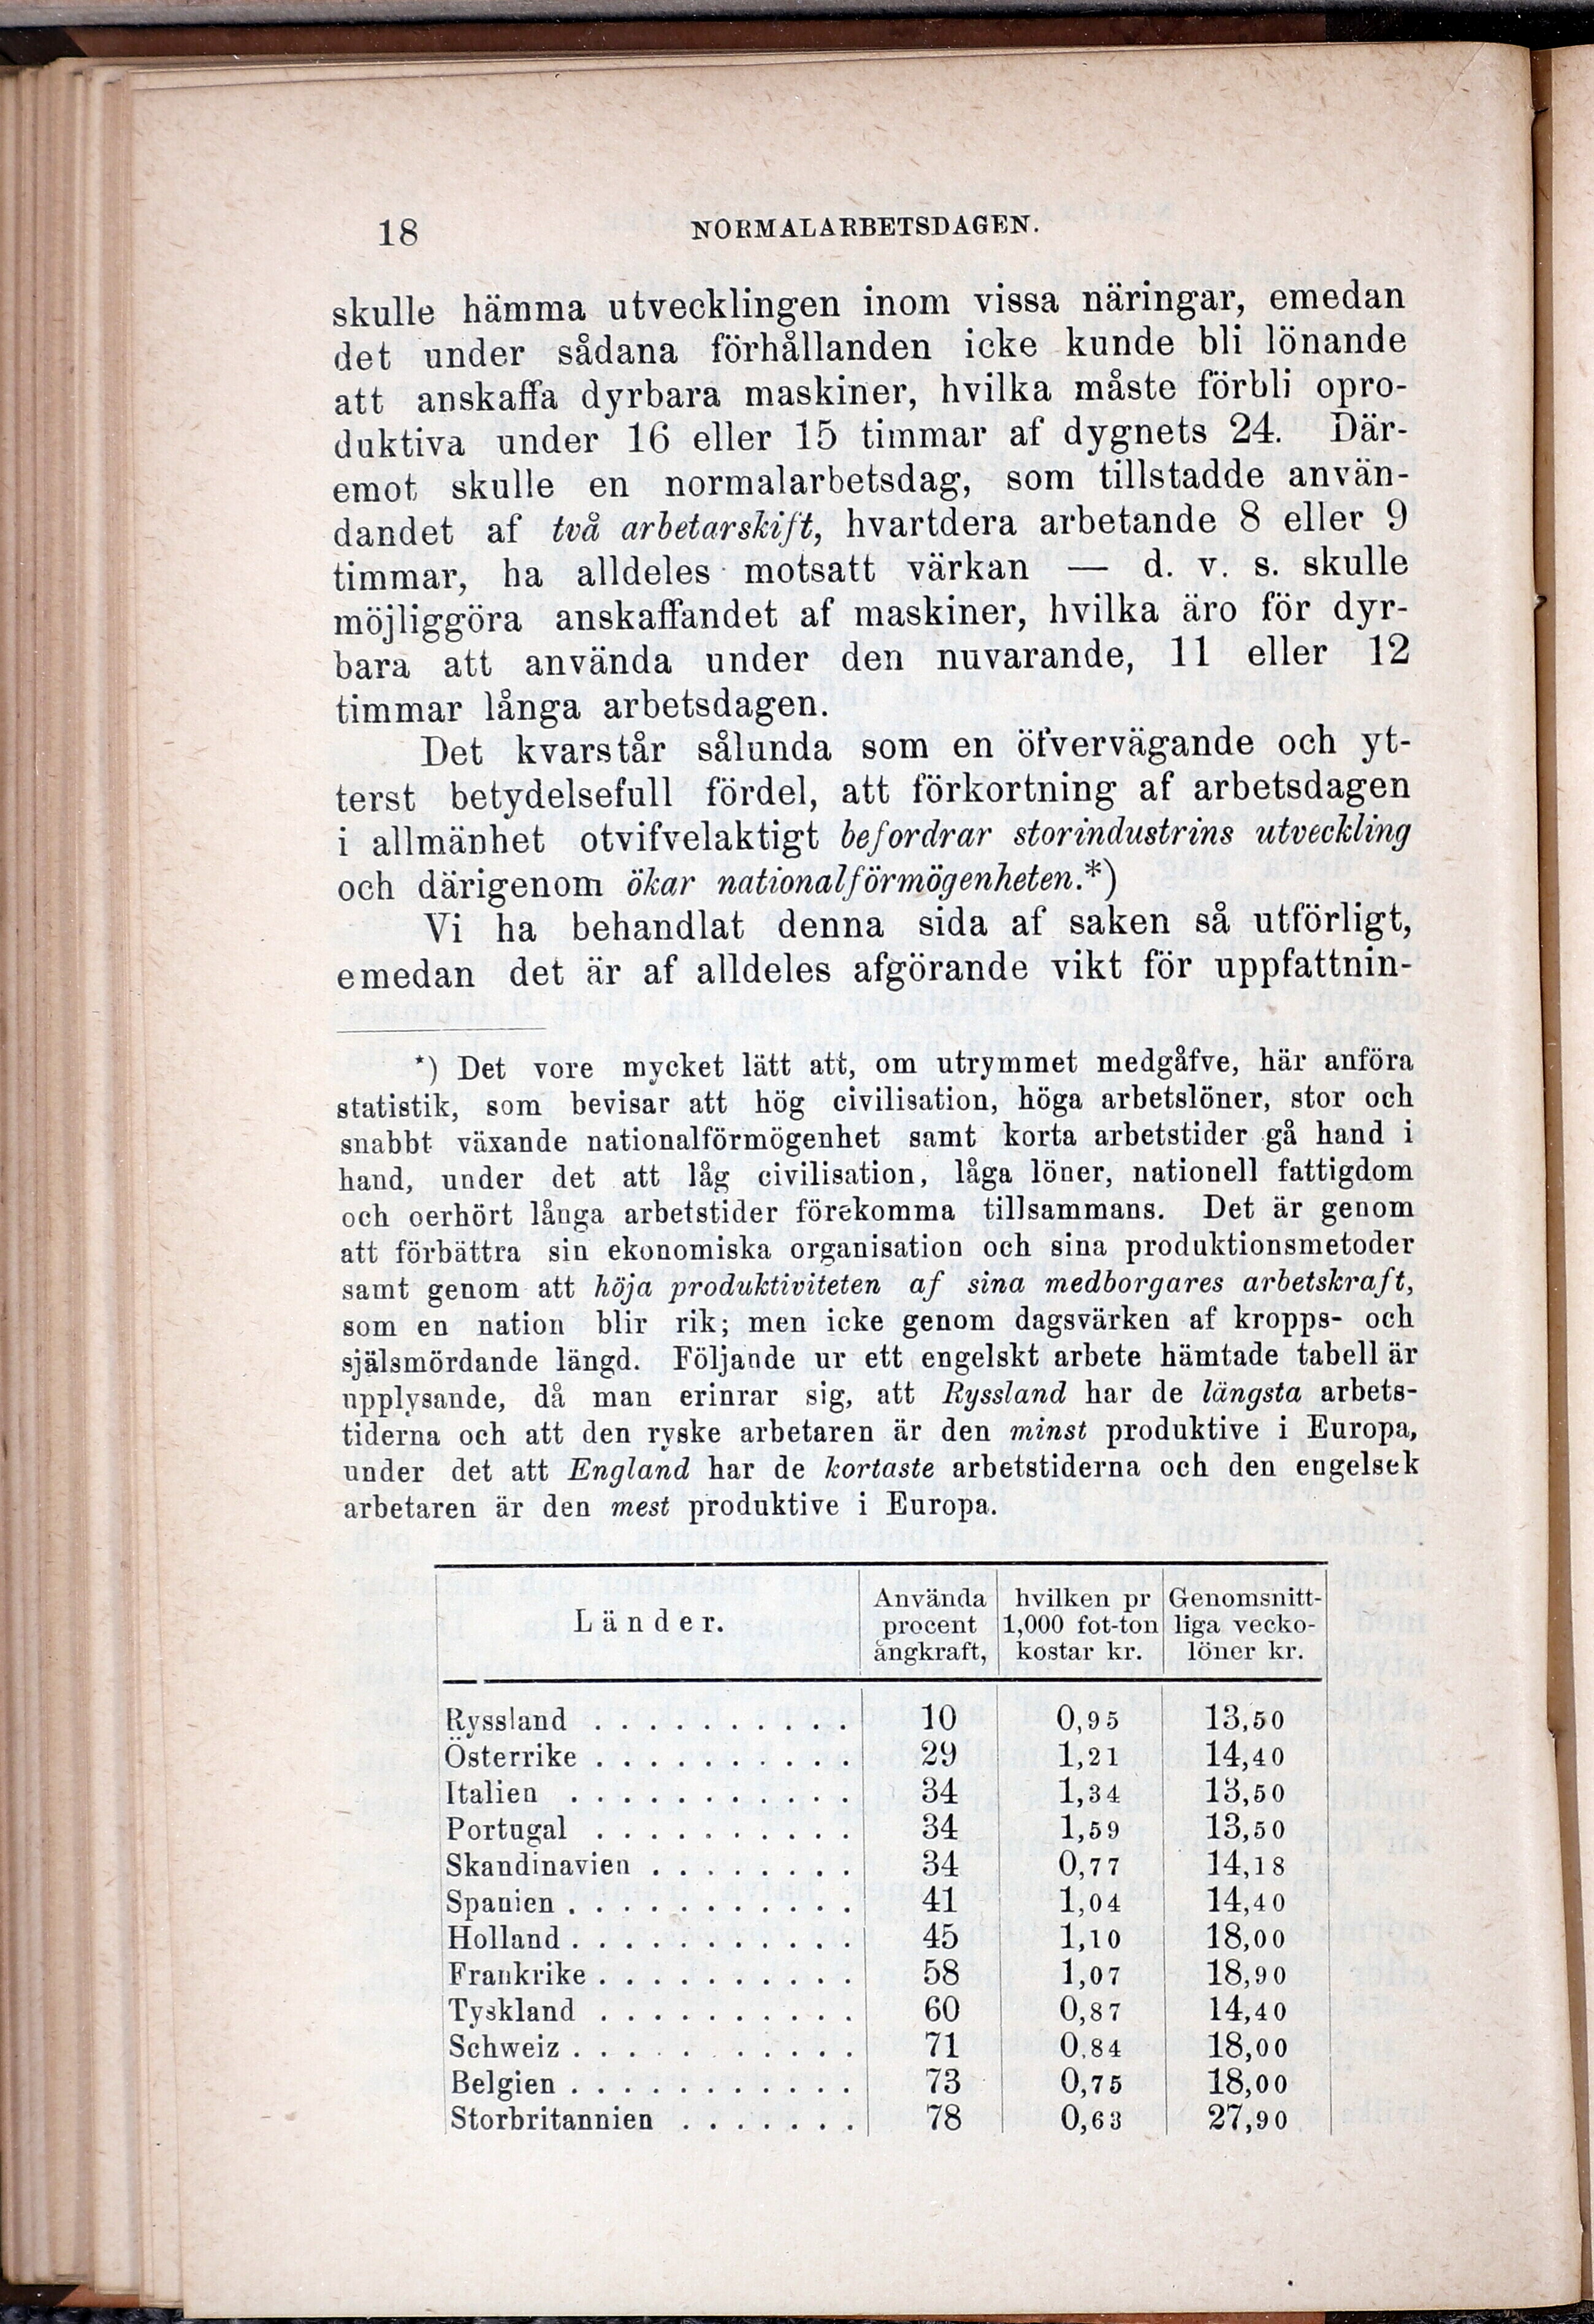 18 NORMALARBETSDAGEN.
skulle hämma utvecklingen inom vissa näringar, emedan
det under sådana förhållanden icke kunde bli lönande
att anskaffa dyrbara maskiner, hvilka måste förbli opro-
duktiva under 16 eller 15 timmar af dygnets 24. Där-
emot skulle en normalarbetsdag, som tillstadde använ-
dandet af två arbetarskift, hvartdera arbetande 8 eller 9
timmar, ha alldeles motsatt värkan — d. v. s. skulle
möjliggöra anskaffandet af maskiner, hvilka äro för dyr-
bara att använda under den nuvarande, 11 eller 12
timmar långa arbetsdagen.
Det kvarstår sålunda som en öfvervägande och yt-
terst betydelsefull fördel, att förkortning af arbetsdagen
i allmänhet otvifvelaktigt befordrar storindustrins utveckling
och därigenom ökar nationalförmögenheten.*)
Vi ha behandlat denna sida af saken så utförligt,
emedan det är af alldeles afgörande vikt för uppfattnin-
*) Det vore mycket lätt att, om utrymmet medgåfve, här anföra
statistik, som bevisar att hög civilisation, höga arbetslöner, stor och
snabbt växande nationalförmögenhet samt korta arbetstider gå hand i
hand, under det att låg civilisation, låga löner, nationell fattigdom
och oerhört långa arbetstider förekomma tillsammans. Det är genom
att förbättra sin ekonomiska organisation och sina produktionsmetoder
samt genom att höja produktiviteten af sina medborgares arbetskraft,
som en nation blir rik; men icke genom dagsvärken af kropps- och
själsmördande längd. Följande ur ett engelskt arbete hämtade tabell är
upplysande, då man erinrar sig, att Ryssland har de längsta arbets-
tiderna och att den ryske arbetaren är den minst produktive i Europa,
under det att England har de kortaste arbetstiderna och den engelsek
arbetaren är den mest produktive i Europa.
Länder. Använda procent ångkraft, hvilken pr 1,000 fot-ton kostar kr. Genomsnitt-liga vecko-löner kr.
Ryssland . . . . . . . . . . 10 0,95 13,50
Österrike . . . . . . . . . . 29 1,21 14,40
Italien . . . . . . . . . . . 34 1,34 13,50
Portugal . . . . . . . . . . 34 1,59 13,50
Skandinavien . . . . . . . . 34 0,77 14,18
Spanien . . . . . . . . . . . 41 1,04 14,40
Holland . . . . . . . . . . . 45 1,10 18,00
Frankrike . . . . . . . . . . 58 1,07 18,90
Tyskland . . . . . . . . . . 60 0,87 14,40
Schweiz . . . . . . . . . . . 71 0.84 18,00
Belgien . . . . . . . . . . . 73 0,75 18,00
Storbritannien . . . . . . . 78 0,63 27,90